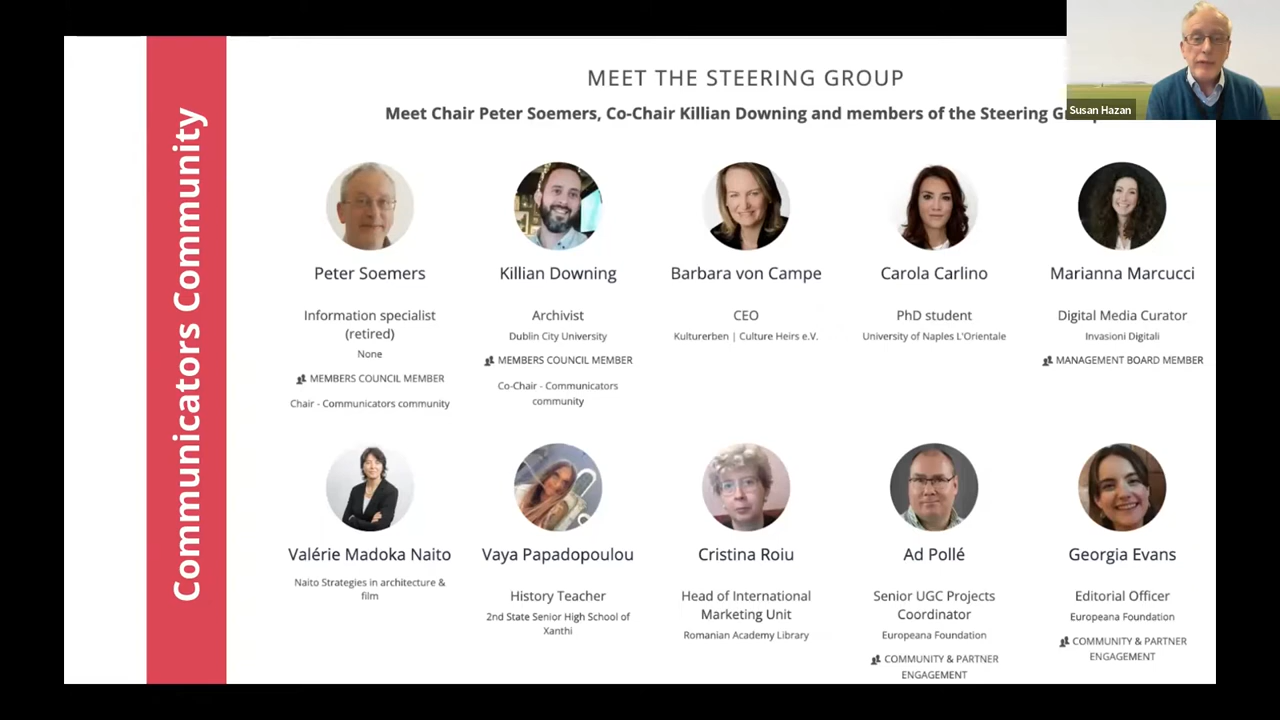 Communicators Community
MEET THE STEERING GROUP
Meet Chair Peter Soemers, Co-Chair Killian Downing and members of the Steering
Susan Hazan
Peter Soemers
Information specialist
(retired)
None
MEMBERS COUNCIL MEMBER
Chair - Communicators community
Killian Downing
Archivist
Dublin City University
MEMBERS COUNCIL MEMBER
Co-Chair - Communicators
community
Barbara von Campe
CEO
Kulturerben | Culture Heirs e.V.
Carola Carlino
PhD student
University of Naples L'Orientale
Marianna Marcucci
Digital Media Curator
Invasioni Digitali
MANAGEMENT BOARD MEMBER
Valérie Madoka Naito
Naito Strategies in architecture &
film
Vaya Papadopoulou
History Teacher
2nd State Senior High School of
Xanthi
Cristina Roiu
Head of International
Marketing Unit
Romanian Academy Library
Ad Pollé
Senior UGC Projects
Coordinator
Europeana Foundation
COMMUNITY & PARTNER
ENGAGEMENT
Georgia Evans
Editorial Officer
Europeana Foundation
COMMUNITY & PARTNER
ENGAGEMENT